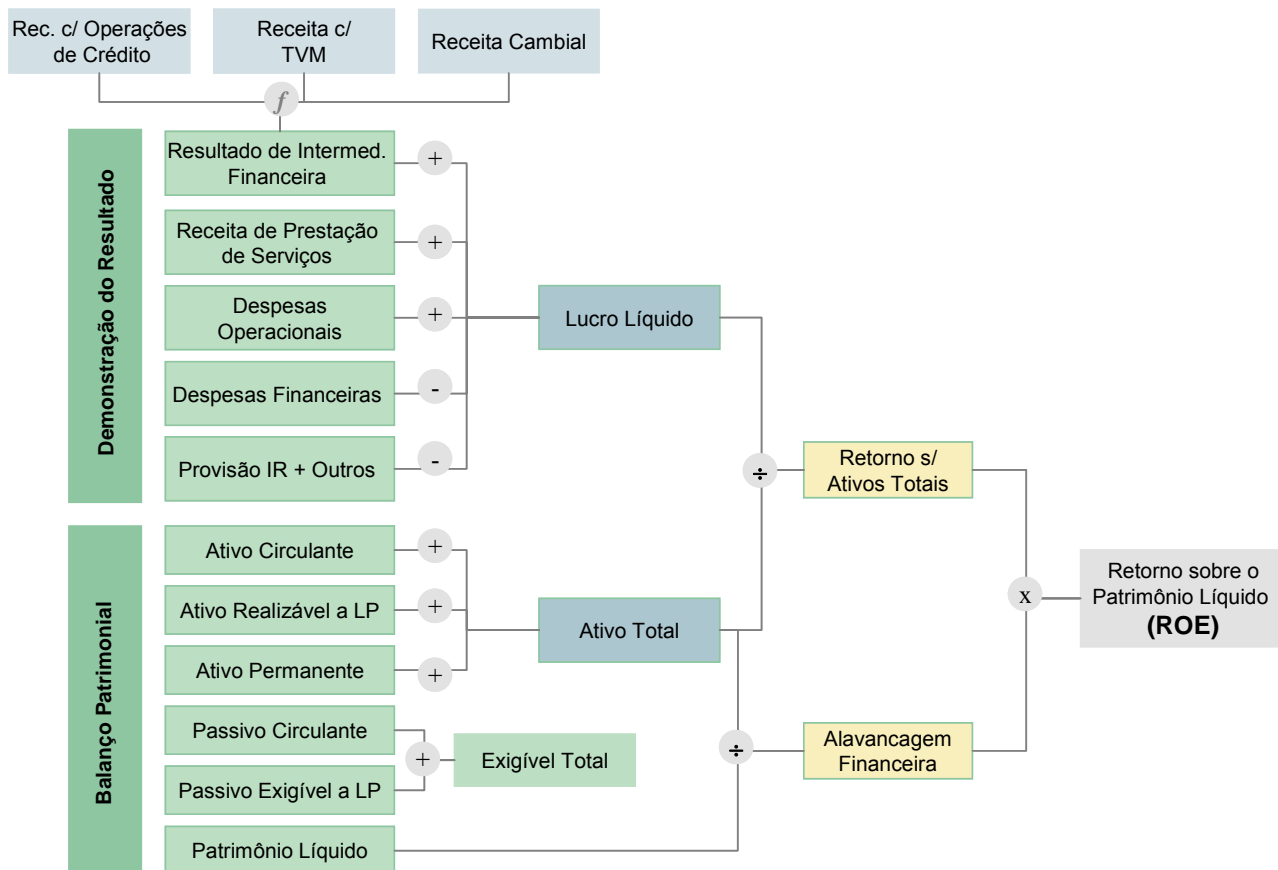 Rec. c/ Operações
de Crédito
Receita c/
TVM
Receita Cambial
f
Demonstração do Resultado
Resultado de Intermed.
Financeira
+
Receita de Prestação
de Serviços
+
Despesas
Operacionais
+
Despesas Financeiras
-
Provisão IR + Outros
-
Lucro Líquido
÷
Retorno s/
Ativos Totais
Balanço Patrimonial
Ativo Circulante
+
Ativo Realizável a LP
+
Ativo Permanente
+
Ativo Total
x
Retorno sobre o
Patrimônio Líquido
(ROE)
Passivo Circulante
Passivo Exigível a LP
+
Exigível Total
÷
Alavancagem
Financeira
Patrimônio Líquido